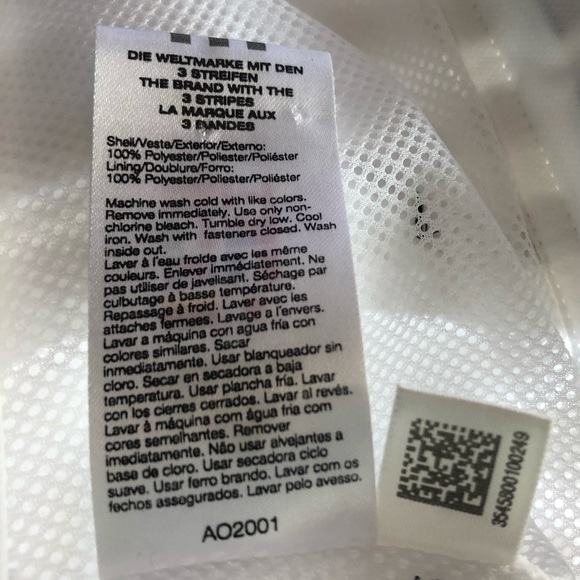 DIE WELTMARKE MIT DEN
3 STREIFEN
THE BRAND WITH THE
3 STRIPES
LA MARQUE AUX
3 BANDES
Shell/Veste/Exterior/Externo:
100% Polyester/Poliester/Poliéster
Lining/Doublure/Forro:
100% Polyester/Poliester/Poliéster
Machine wash cold with like colors.
Remove immediately. Use only non-
chlorine bleach. Tumble dry low. Cool
iron. Wash with fasteners closed. Wash
inside out.
Laver à l'eau froide avec les même
couleurs. Enlever immédiatement. Ne
pas utiliser de javelisant. Séchage par
culbutage à basse température.
Repassage à froid. Laver avec les
attaches fermees. Lavage a l'envers.
Lavar a máquina con agua fría con
colores similares. Sacar
inmediatamente. Usar blanqueador sin
cloro. Secar en secadora a baja
temperatura. Usar plancha fría. Lavar
con los cierres cerrados. Lavar al revés.
Lavar à máquina com água fria com
cores semelhantes. Remover
imediatamente. Não usar alvejantes a
base de cloro. Usar secadora ciclo
suave. Usar ferro brando. Lavar com os
fechos assegurados. Lavar pelo avesso.
AO2001
354S800100249